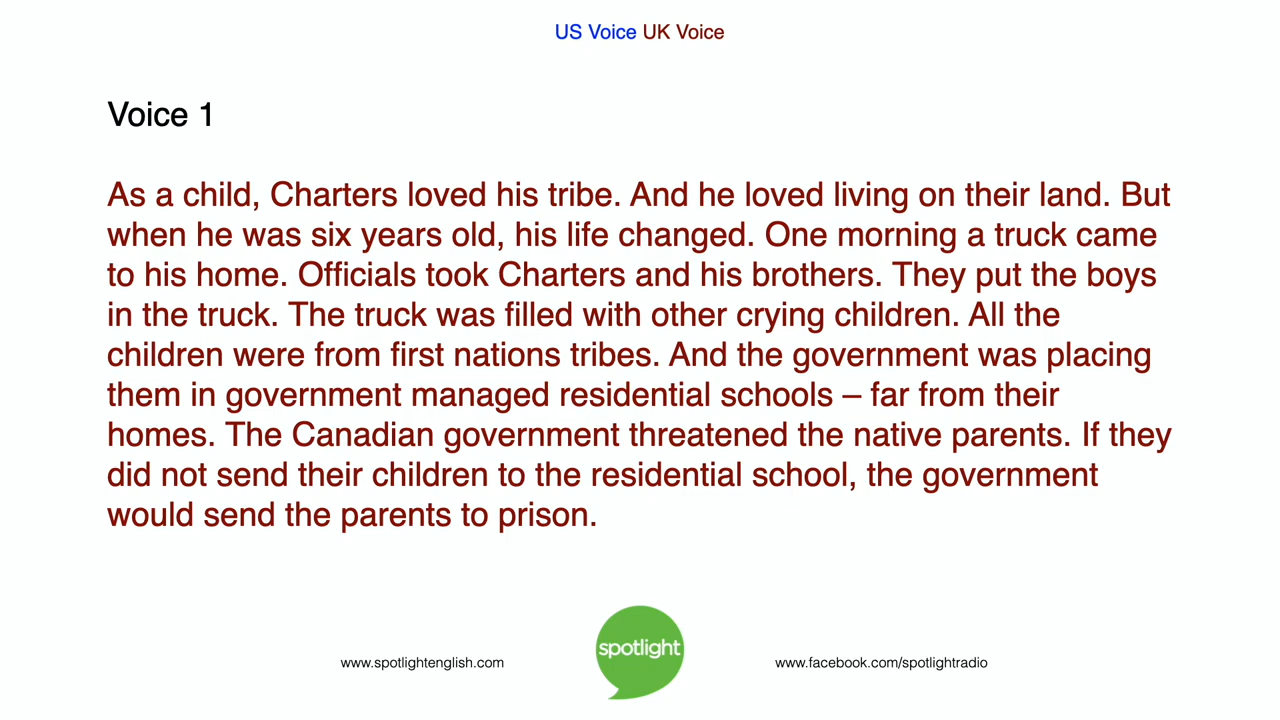 US Voice UK Voice
Voice 1
As a child, Charters loved his tribe. And he loved living on their land. But
when he was six years old, his life changed. One morning a truck came
to his home. Officials took Charters and his brothers. They put the boys
in the truck. The truck was filled with other crying children. All the
children were from first nations tribes. And the government was placing
them in government managed residential schools – far from their
homes. The Canadian government threatened the native parents. If they
did not send their children to the residential school, the government
would send the parents to prison.
www.spotlightenglish.com
spotlight
www.facebook.com/spotlightradio